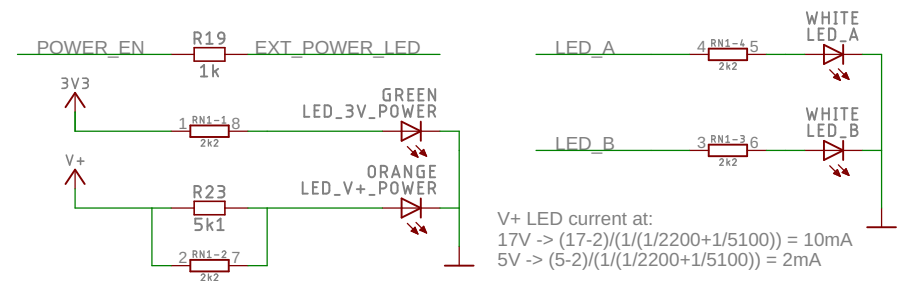 POWER_EN
R19
1k
EXT_POWER_LED
3V3
1
RN1-1
8
2k2
GREEN
LED_3V_POWER
V+
R23
5k1
ORANGE
LED_V+_POWER
2
RN1-2
7
2k2
LED_A
4
RN1-4
5
2k2
WHITE
LED_A
LED_B
3
RN1-3
6
2k2
WHITE
LED_B
V+ LED current at:
17V -> (17-2)/(1/(1/2200+1/5100)) = 10mA
5V -> (5-2)/(1/(1/2200+1/5100)) = 2mA